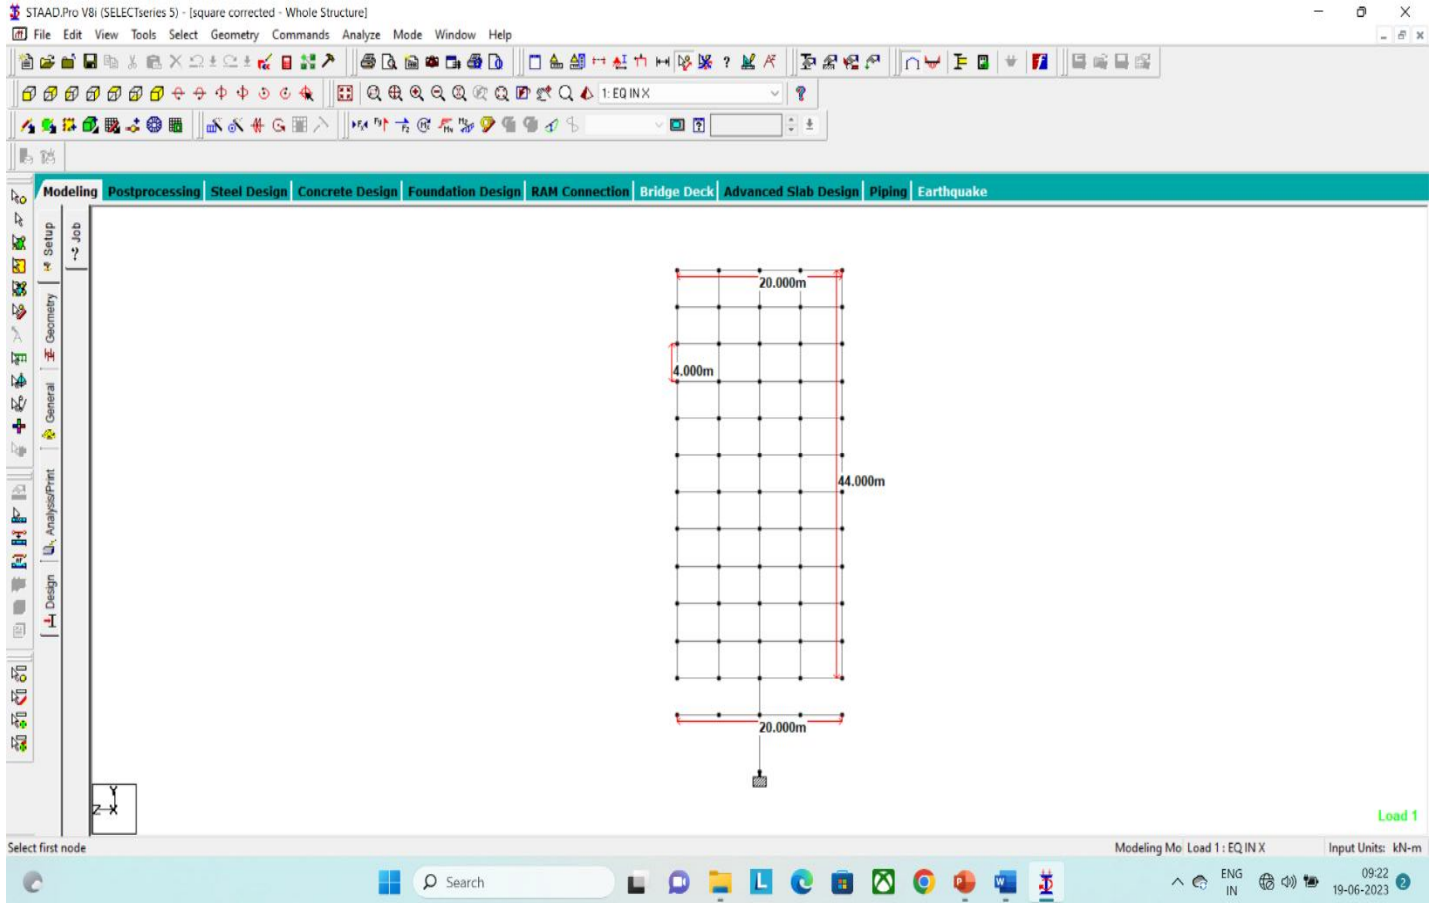 STAAD.Pro V8i (SELECTseries 5) - [square corrected - Whole Structure]
File Edit View Tools Select Geometry Commands Analyze Mode Window Help
1: EQ IN X
Modeling Postprocessing Steel Design Concrete Design Foundation Design RAM Connection Bridge Deck Advanced Slab Design Piping Earthquake
Setup
Geometry
General
Analysis/Print
Design
? Job
20.000m
4.000m
44.000m
20.000m
Y
Z X
Load 1
Select first node
Modeling Mo Load 1 : EQ IN X Input Units: kN-m
Search
ENG
IN
09:22
19-06-2023
2